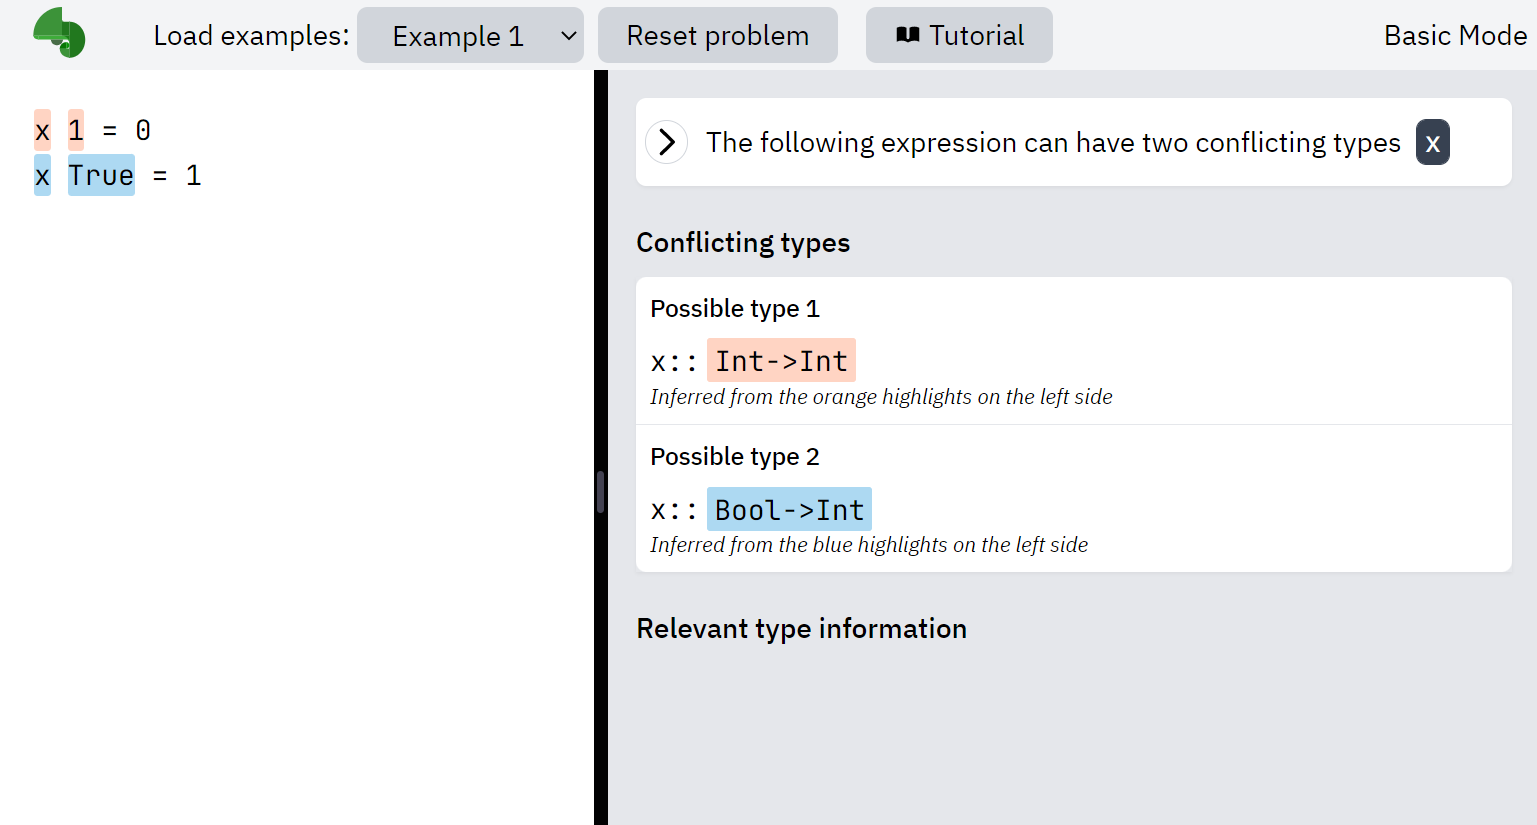 Load examples: Example 1 Reset problem Tutorial Basic Mode
x 1 = 0
x True = 1
The following expression can have two conflicting types x
Conflicting types
Possible type 1
x:: Int->Int
Inferred from the orange highlights on the left side
Possible type 2
x:: Bool->Int
Inferred from the blue highlights on the left side
Relevant type information